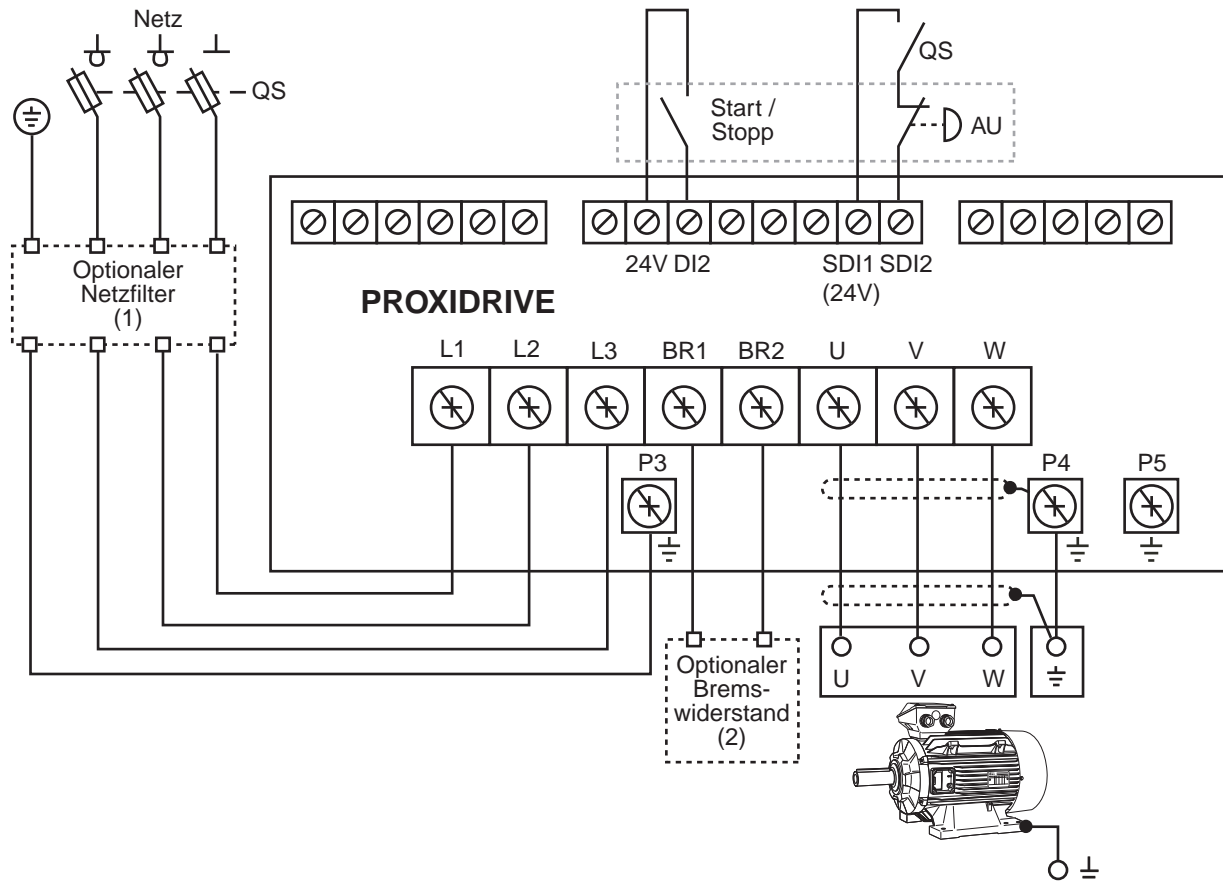 Netz
QS
QS
Start /
Stopp
AU
24V DI2
SDI1 SDI2
(24V)
Optionaler
Netzfilter
(1)
PROXIDRIVE
L1 L2 L3 BR1 BR2 U V W
P3 P4 P5
Optionaler
Brems-
widerstand
(2)
U V W